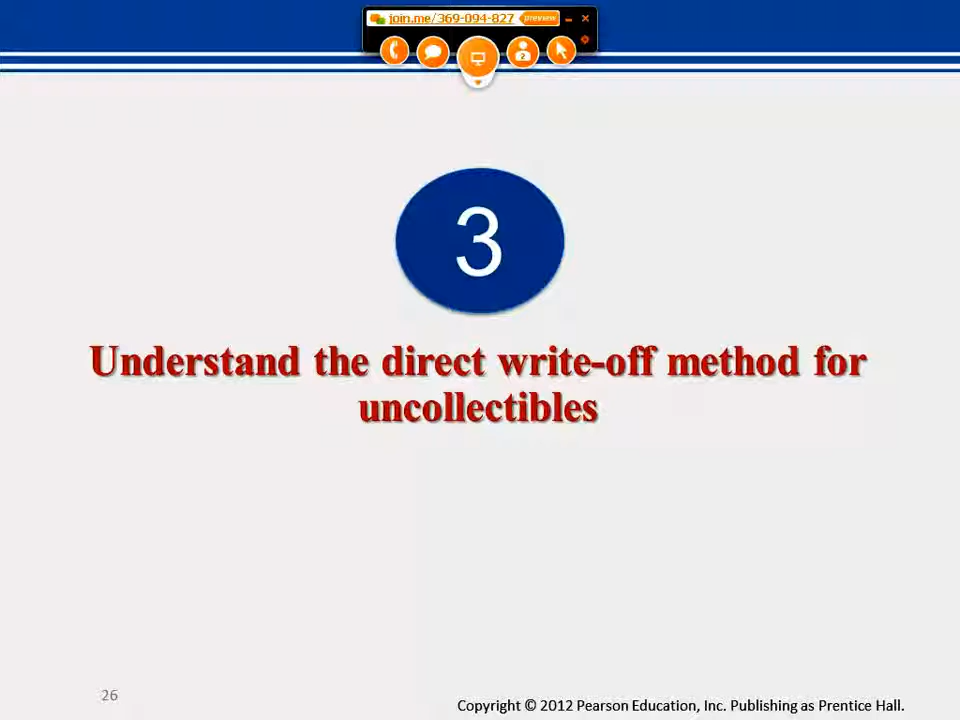 join.me/369-094-827 preview
2
3
Understand the direct write-off method for
uncollectibles
26
Copyright © 2012 Pearson Education, Inc. Publishing as Prentice Hall.